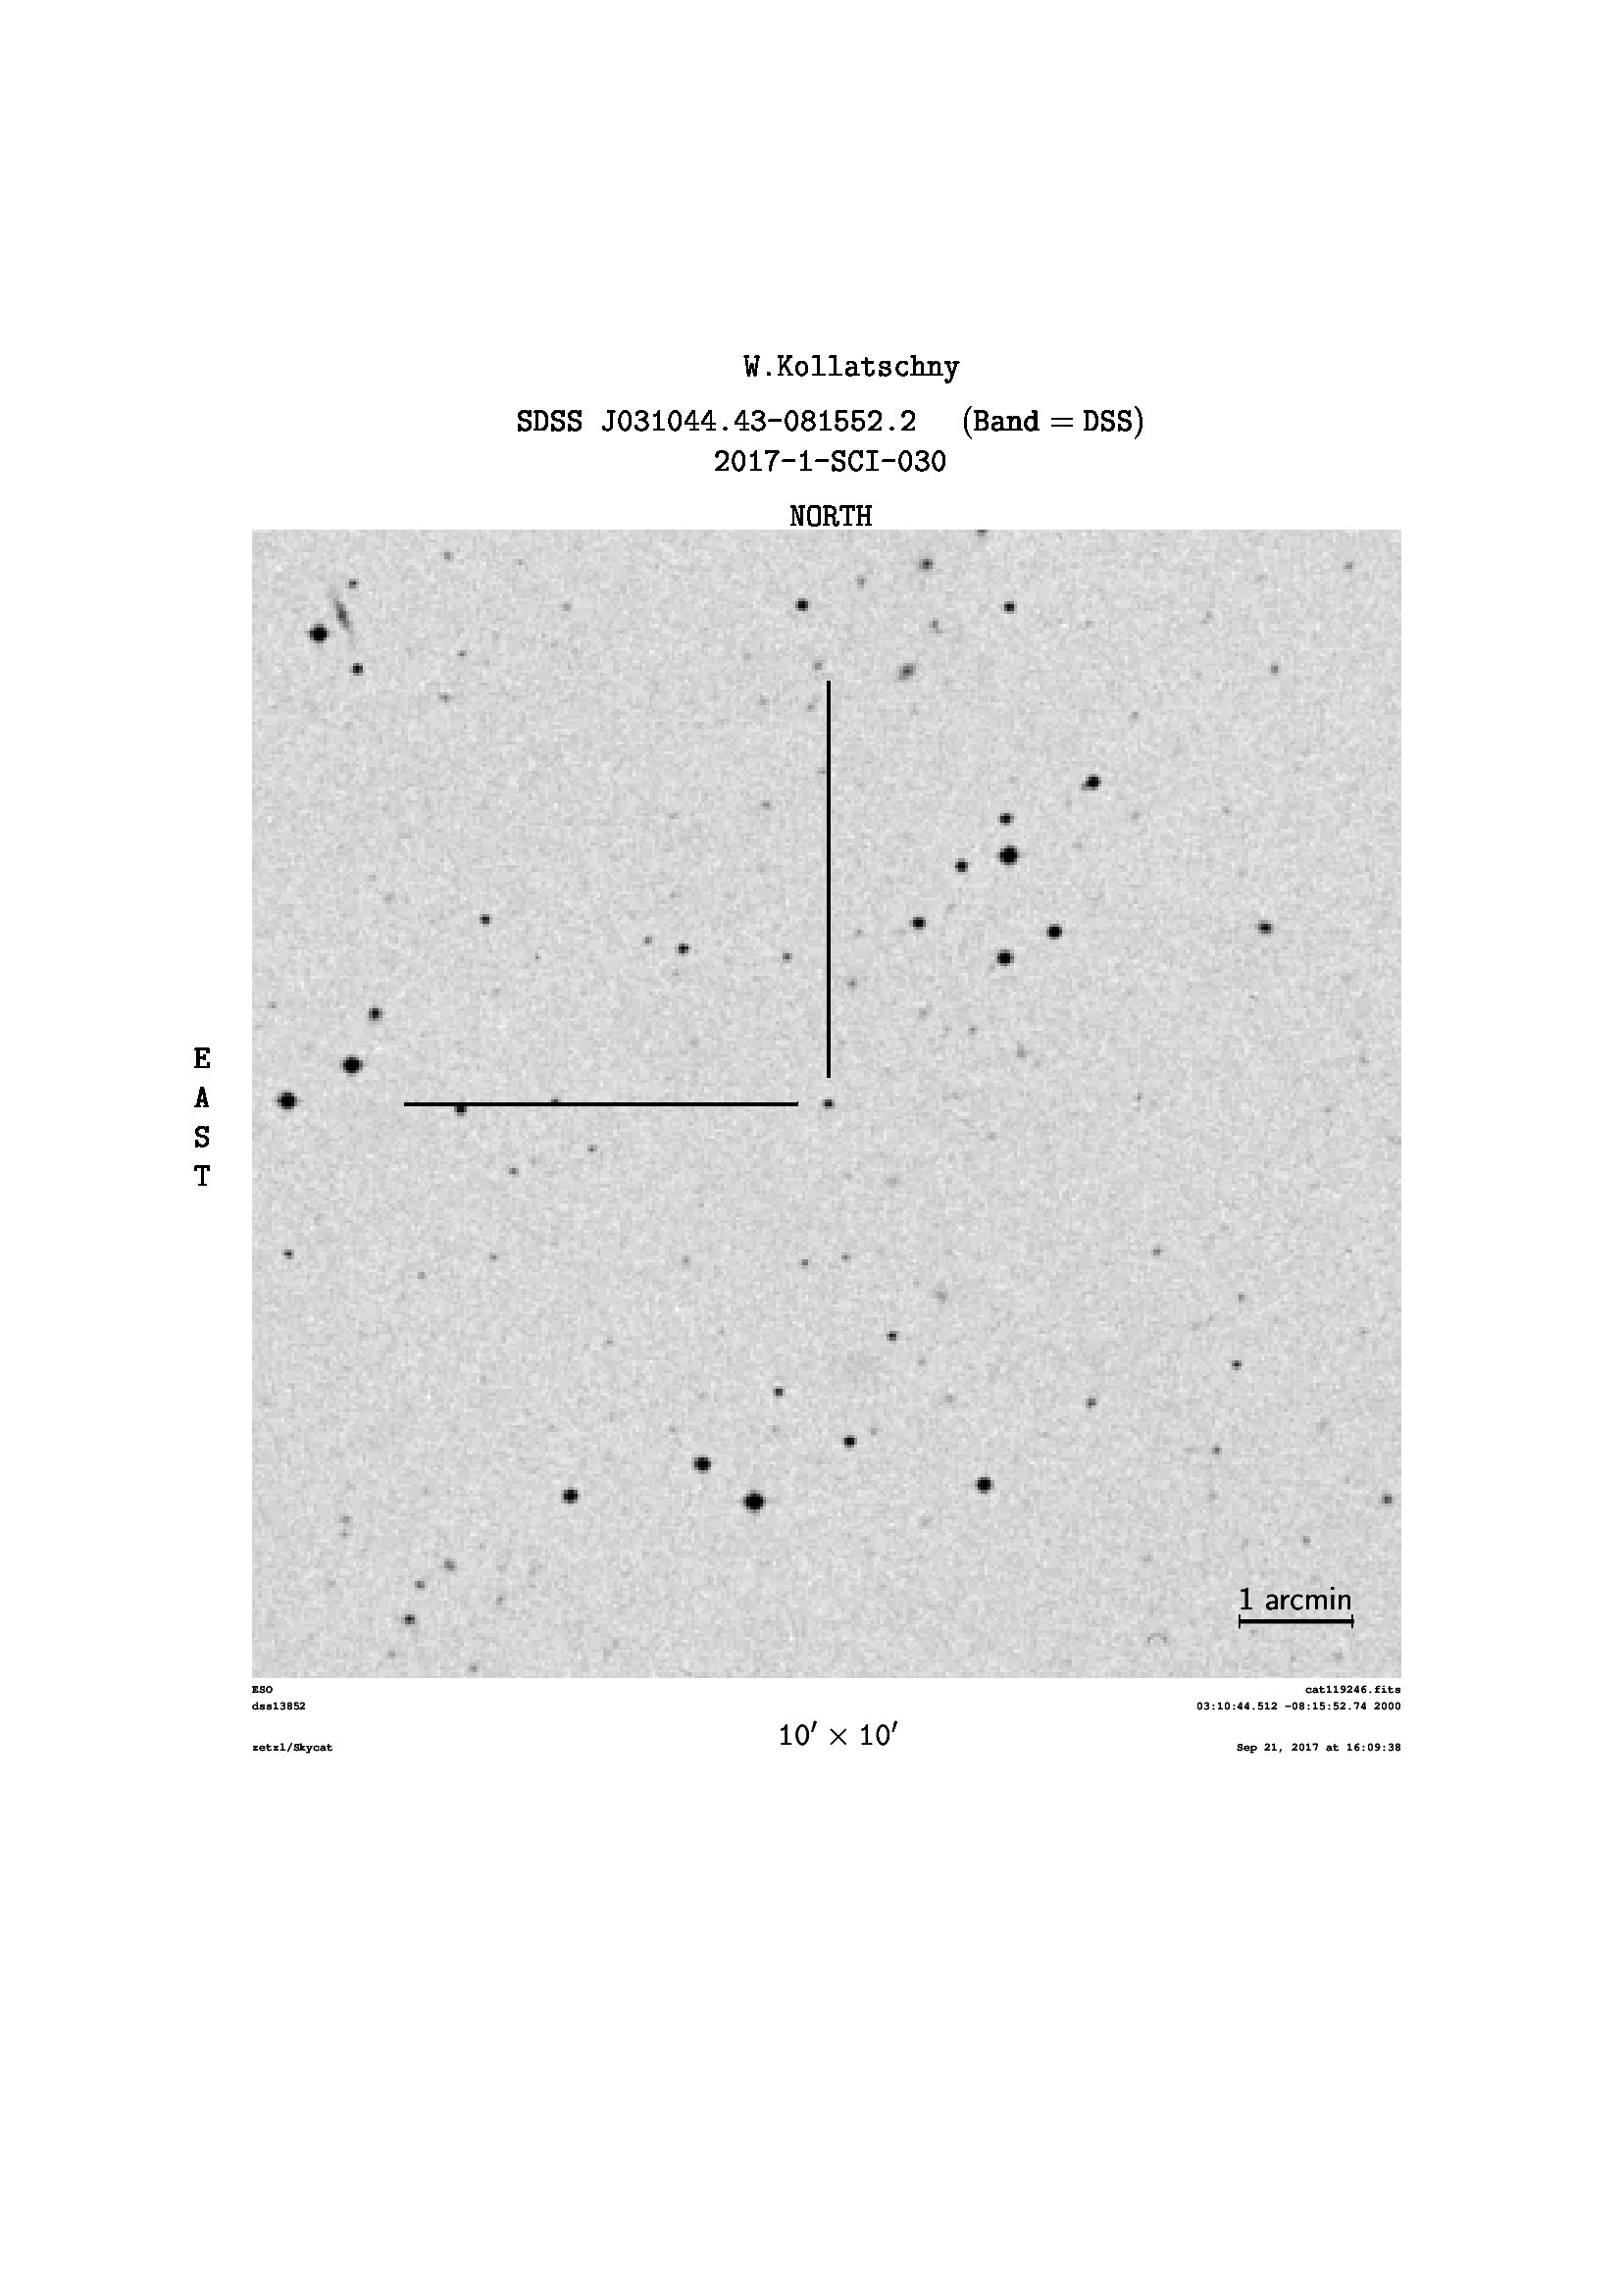 W.Kollatschny
SDSS J031044.43-081552.2 (Band = DSS)
2017-1-SCI-030
NORTH
EAST
1 arcmin
ESO
cat119246.fits
dss13852
03:10:44.512 -08:15:52.74 2000
10′ × 10′
zetzl/Skycat
Sep 21, 2017 at 16:09:38